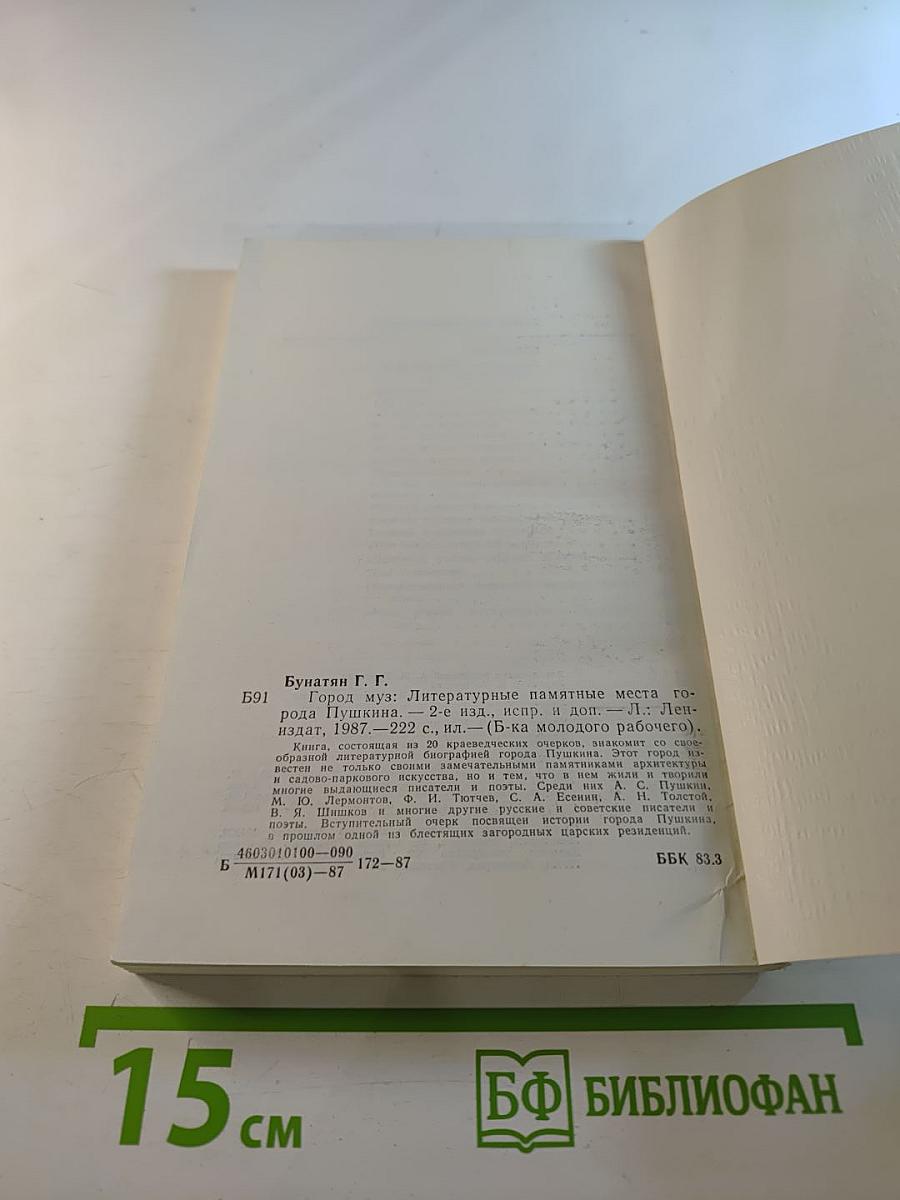 Бунатян Г. Г.
Б91 Город муз: Литературные памятные места го-
рода Пушкина. — 2-е изд., испр. и доп. — Л.: Лен-
издат, 1987.—222 с., ил.— (Б-ка молодого рабочего).
Книга, состоящая из 20 краеведческих очерков, знакомит со свое-
образной литературной биографией города Пушкина. Этот город из-
вестен не только своими замечательными памятниками архитектуры
и садово-паркового искусства, но и тем, что в нем жили и творили
многие выдающиеся писатели и поэты. Среди них А. С. Пушкин,
М. Ю. Лермонтов, Ф. И. Тютчев, С. А. Есенин, А. Н. Толстой,
В. Я. Шишков и многие другие русские и советские писатели и
поэты. Вступительный очерк посвящен истории города Пушкина,
в прошлом одной из блестящих загородных царских резиденций.
4603010100—090
Б 172—87 ББК 83.3
М171(03)—87
15 см
БФ БИБЛИОФАН